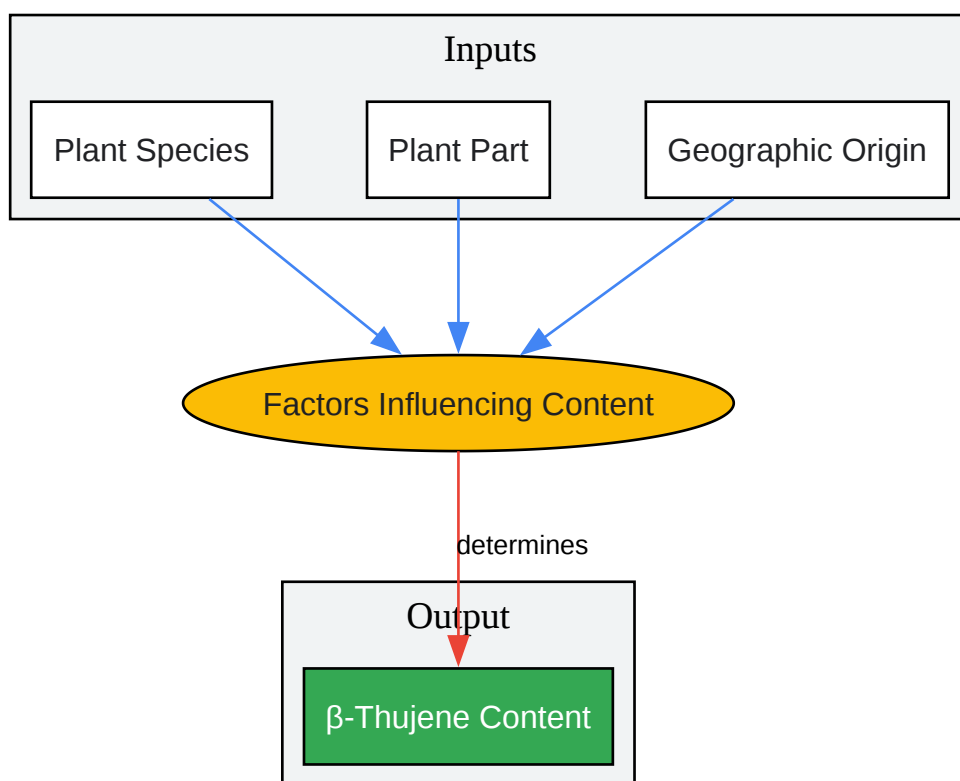 Inputs
Plant Species
Plant Part
Geographic Origin
Factors Influencing Content
determines
Output
β-Thujene Content